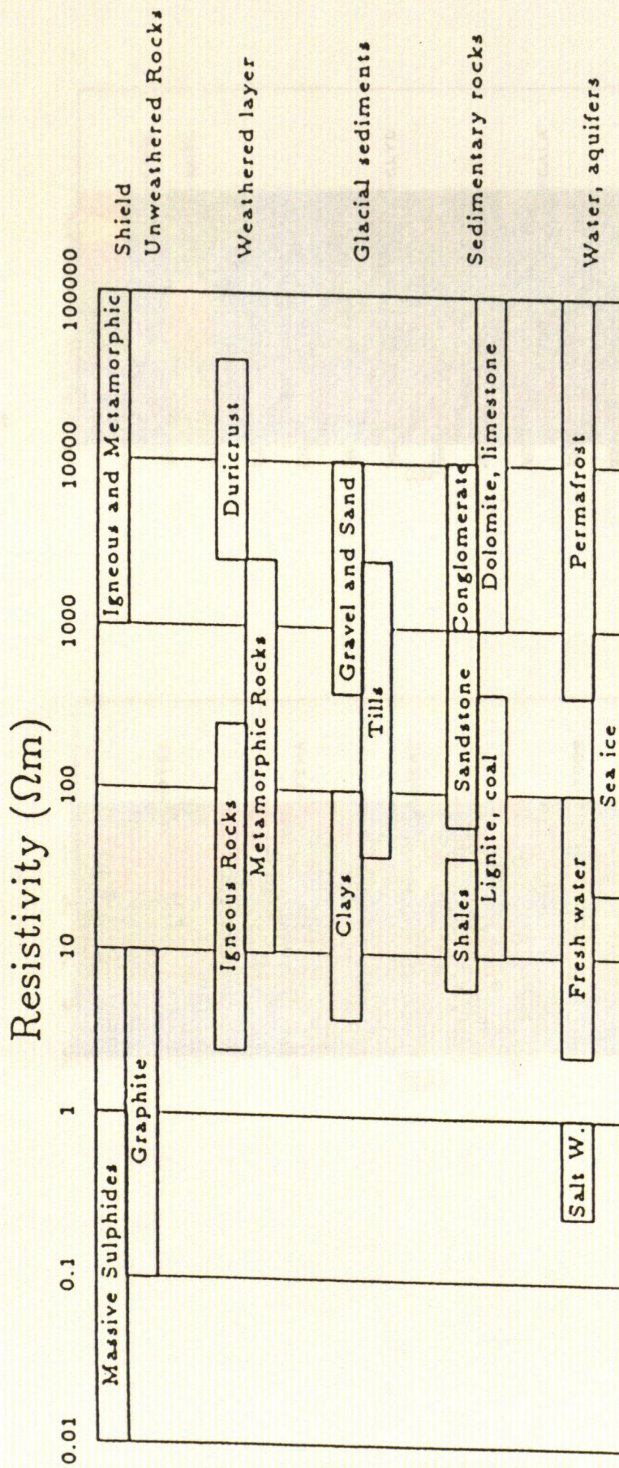 Resistivity (Ωm)
0.01 0.1 1 10 100 1000 10000 100000
Massive Sulphides
Igneous and Metamorphic
Shield
Graphite
Unweathered Rocks
Igneous Rocks
Duricrust
Weathered layer
Metamorphic Rocks
Clays
Gravel and Sand
Glacial sediments
Tills
Shales
Sandstone
Conglomerate
Sedimentary rocks
Lignite, coal
Dolomite, limestone
Salt W.
Fresh water
Permafrost
Water, aquifers
Sea ice